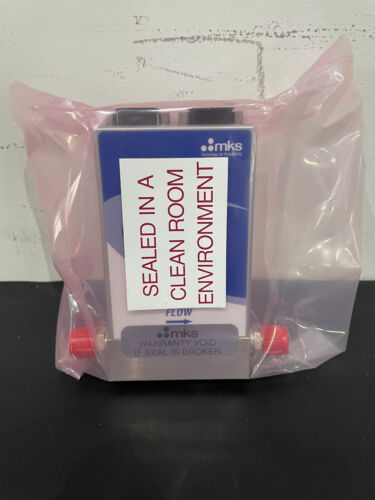 mks
Technology for Productivity
SEALED IN A
CLEAN ROOM
ENVIRONMENT
FLOW
mks
WARRANTY VOID
IF SEAL IS BROKEN